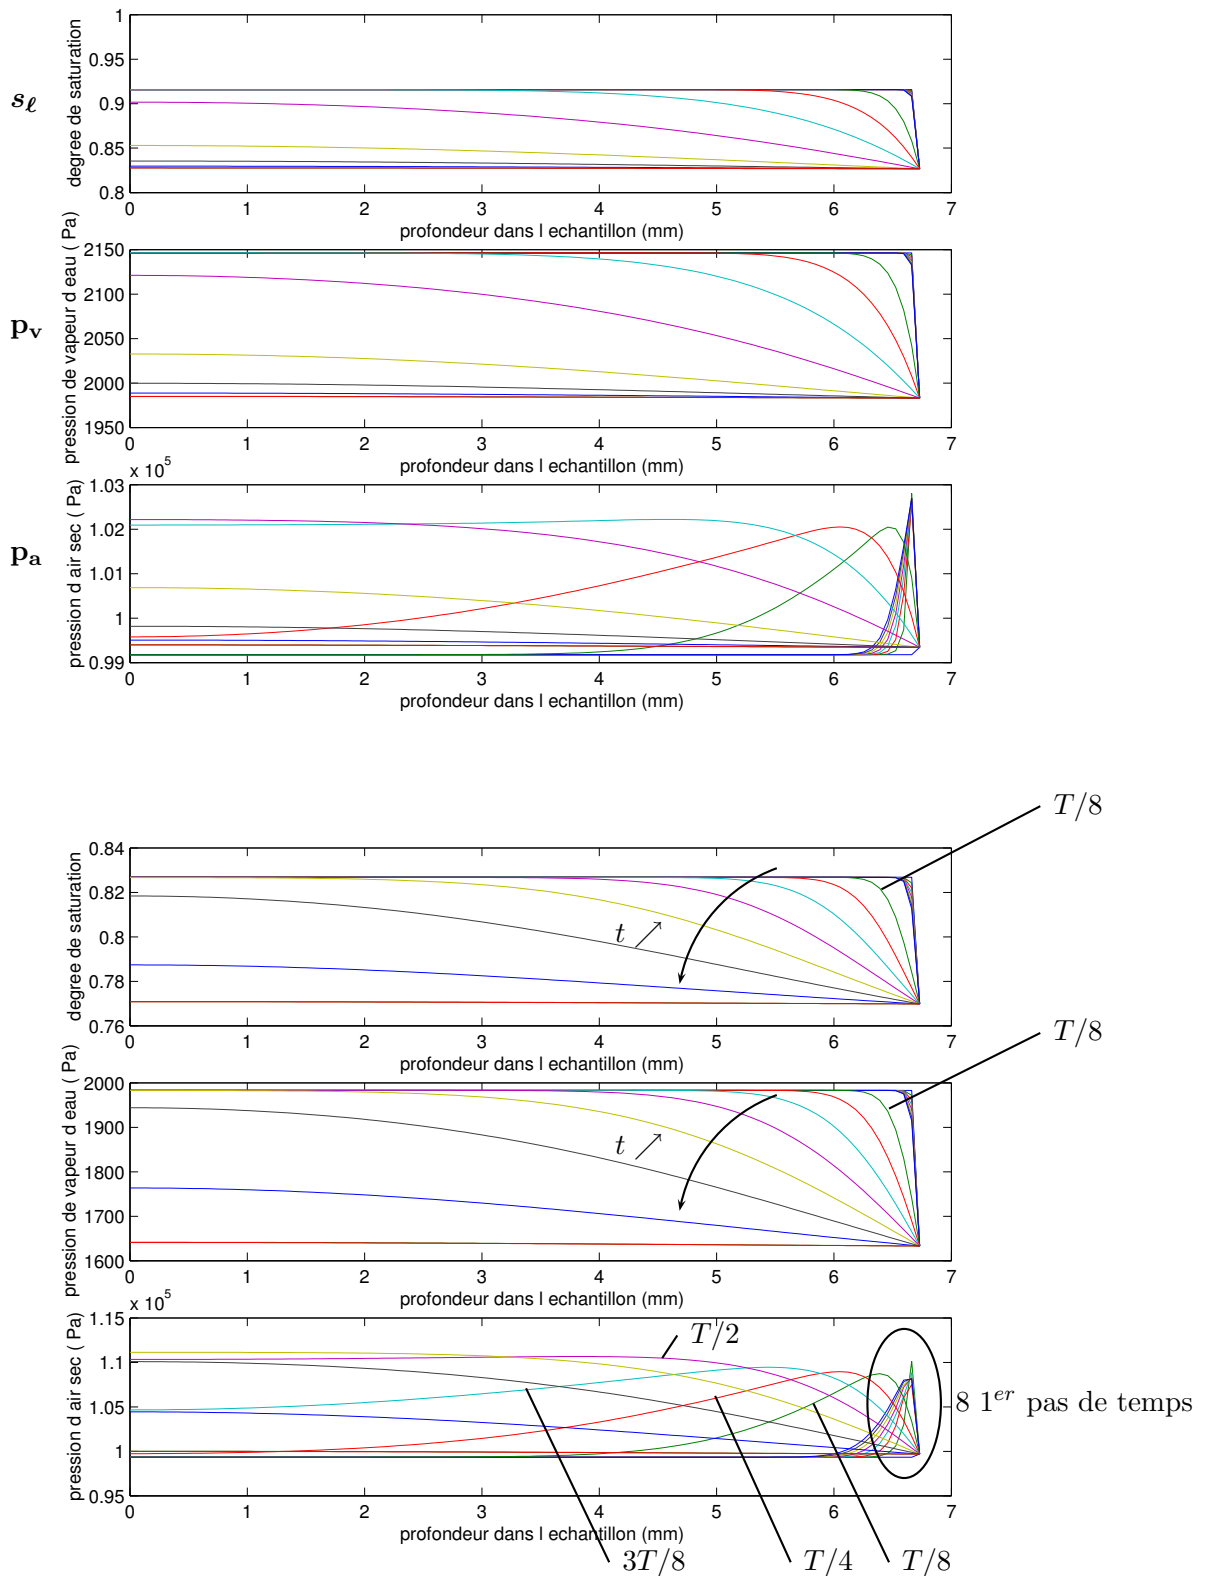 1
0.95
0.9
0.85
0.8
degree de saturation
s_ℓ
0 1 2 3 4 5 6 7
profondeur dans l echantillon (mm)
2150
2100
2050
2000
1950
pression de vapeur d eau ( Pa)
p_v
0 1 2 3 4 5 6 7
profondeur dans l echantillon (mm)
x 10^5
1.03
1.02
1.01
1
0.99
pression d air sec ( Pa)
p_a
0 1 2 3 4 5 6 7
profondeur dans l echantillon (mm)
T/8
0.84
0.82
0.8
0.78
0.76
degree de saturation
t ↗
0 1 2 3 4 5 6 7
profondeur dans l echantillon (mm)
T/8
2000
1900
1800
1700
1600
pression de vapeur d eau ( Pa)
t ↗
0 1 2 3 4 5 6 7
profondeur dans l echantillon (mm)
x 10^5
1.15
1.1
1.05
1
0.95
pression d air sec ( Pa)
T/2
8 1^er pas de temps
0 1 2 3 4 5 6 7
profondeur dans l echantillon (mm)
3T/8 T/4 T/8